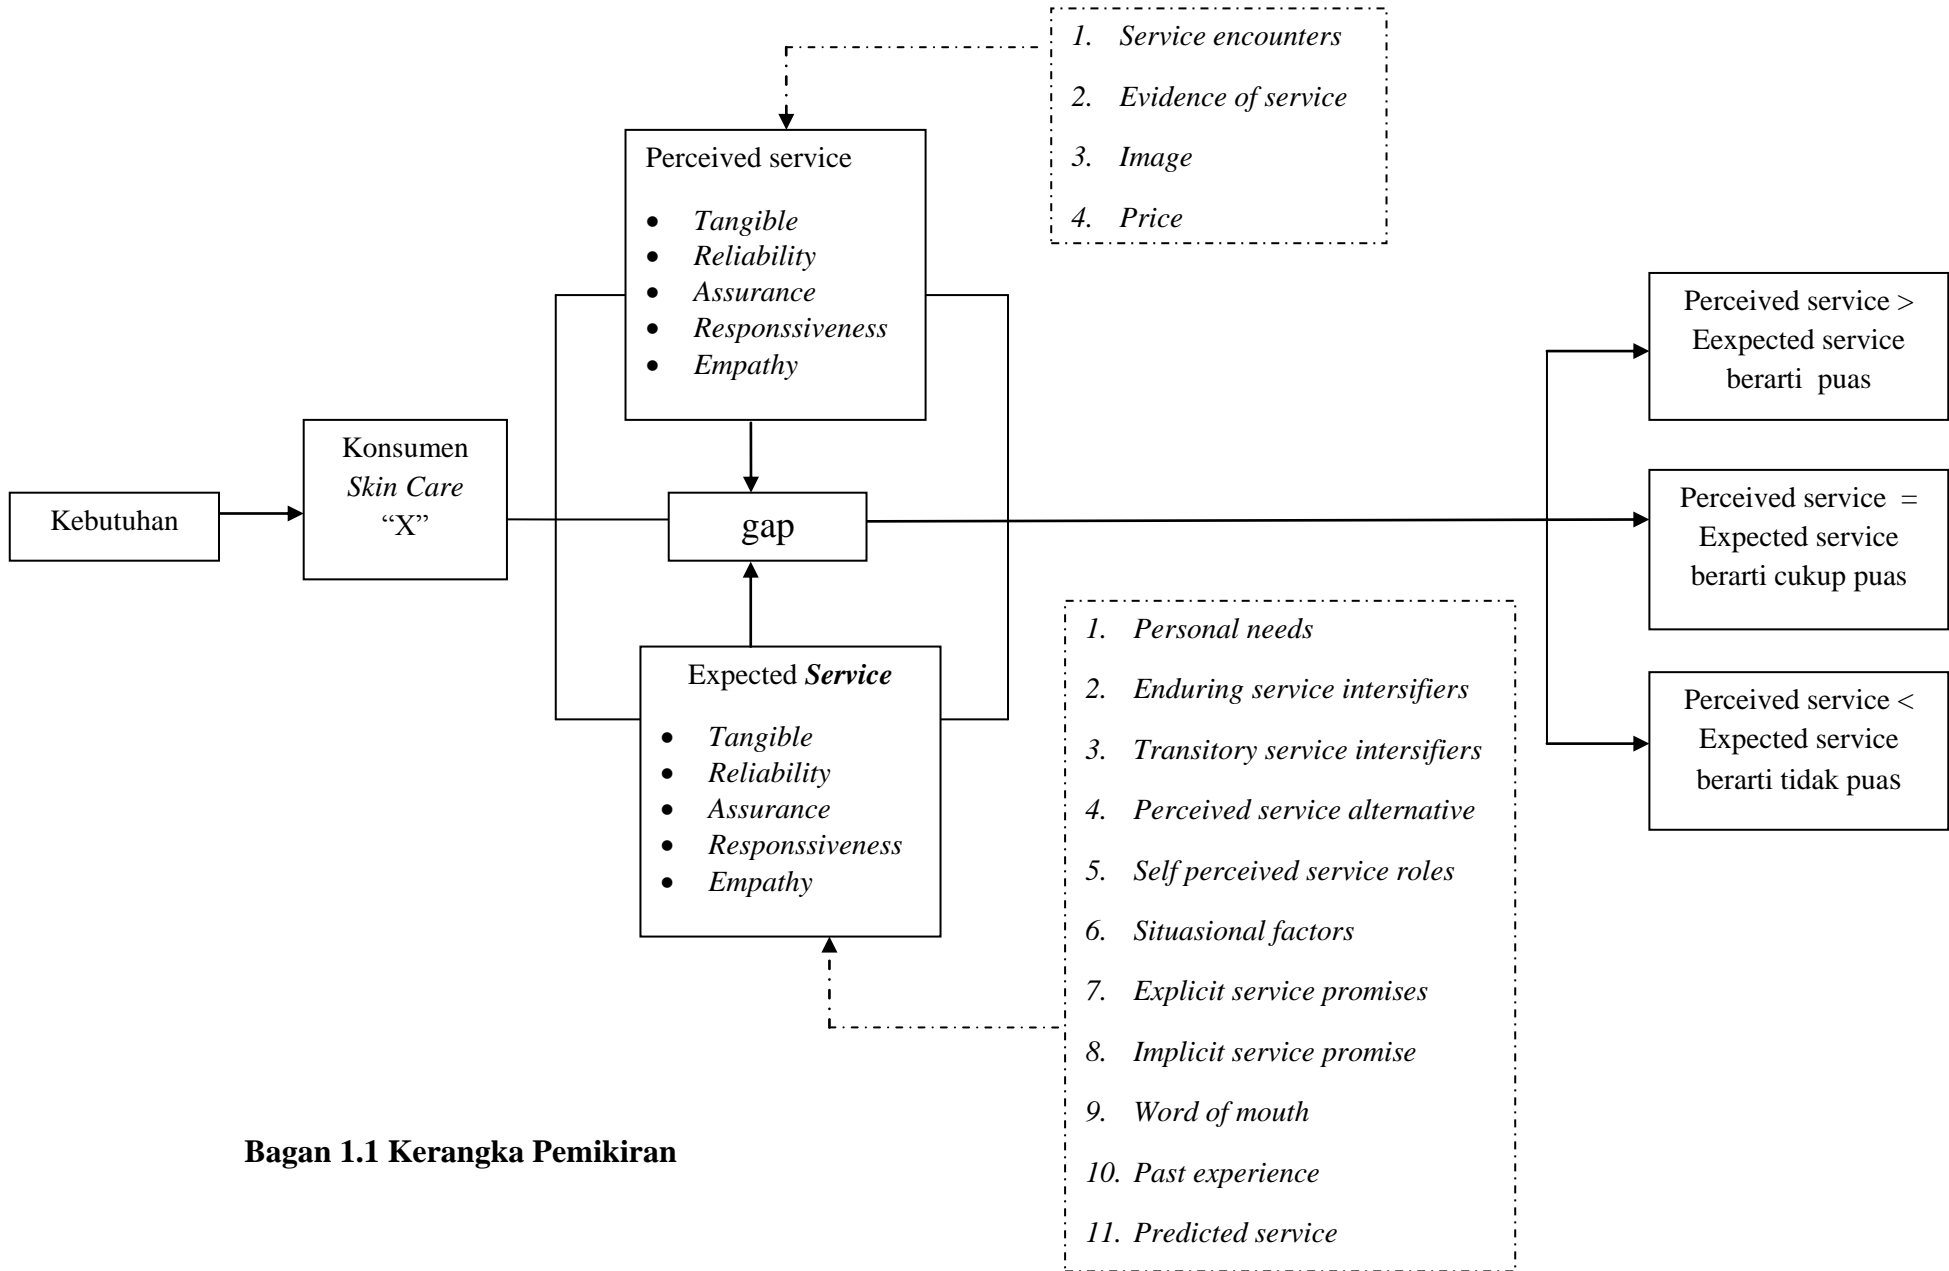 1. Service encounters
2. Evidence of service
3. Image
4. Price
Perceived service
• Tangible
• Reliability
• Assurance
• Responssiveness
• Empathy
Kebutuhan
Konsumen
Skin Care
“X”
gap
Expected Service
• Tangible
• Reliability
• Assurance
• Responssiveness
• Empathy
1. Personal needs
2. Enduring service intersifiers
3. Transitory service intersifiers
4. Perceived service alternative
5. Self perceived service roles
6. Situasional factors
7. Explicit service promises
8. Implicit service promise
9. Word of mouth
10. Past experience
11. Predicted service
Perceived service >
Eexpected service
berarti puas
Perceived service =
Expected service
berarti cukup puas
Perceived service <
Expected service
berarti tidak puas
Bagan 1.1 Kerangka Pemikiran